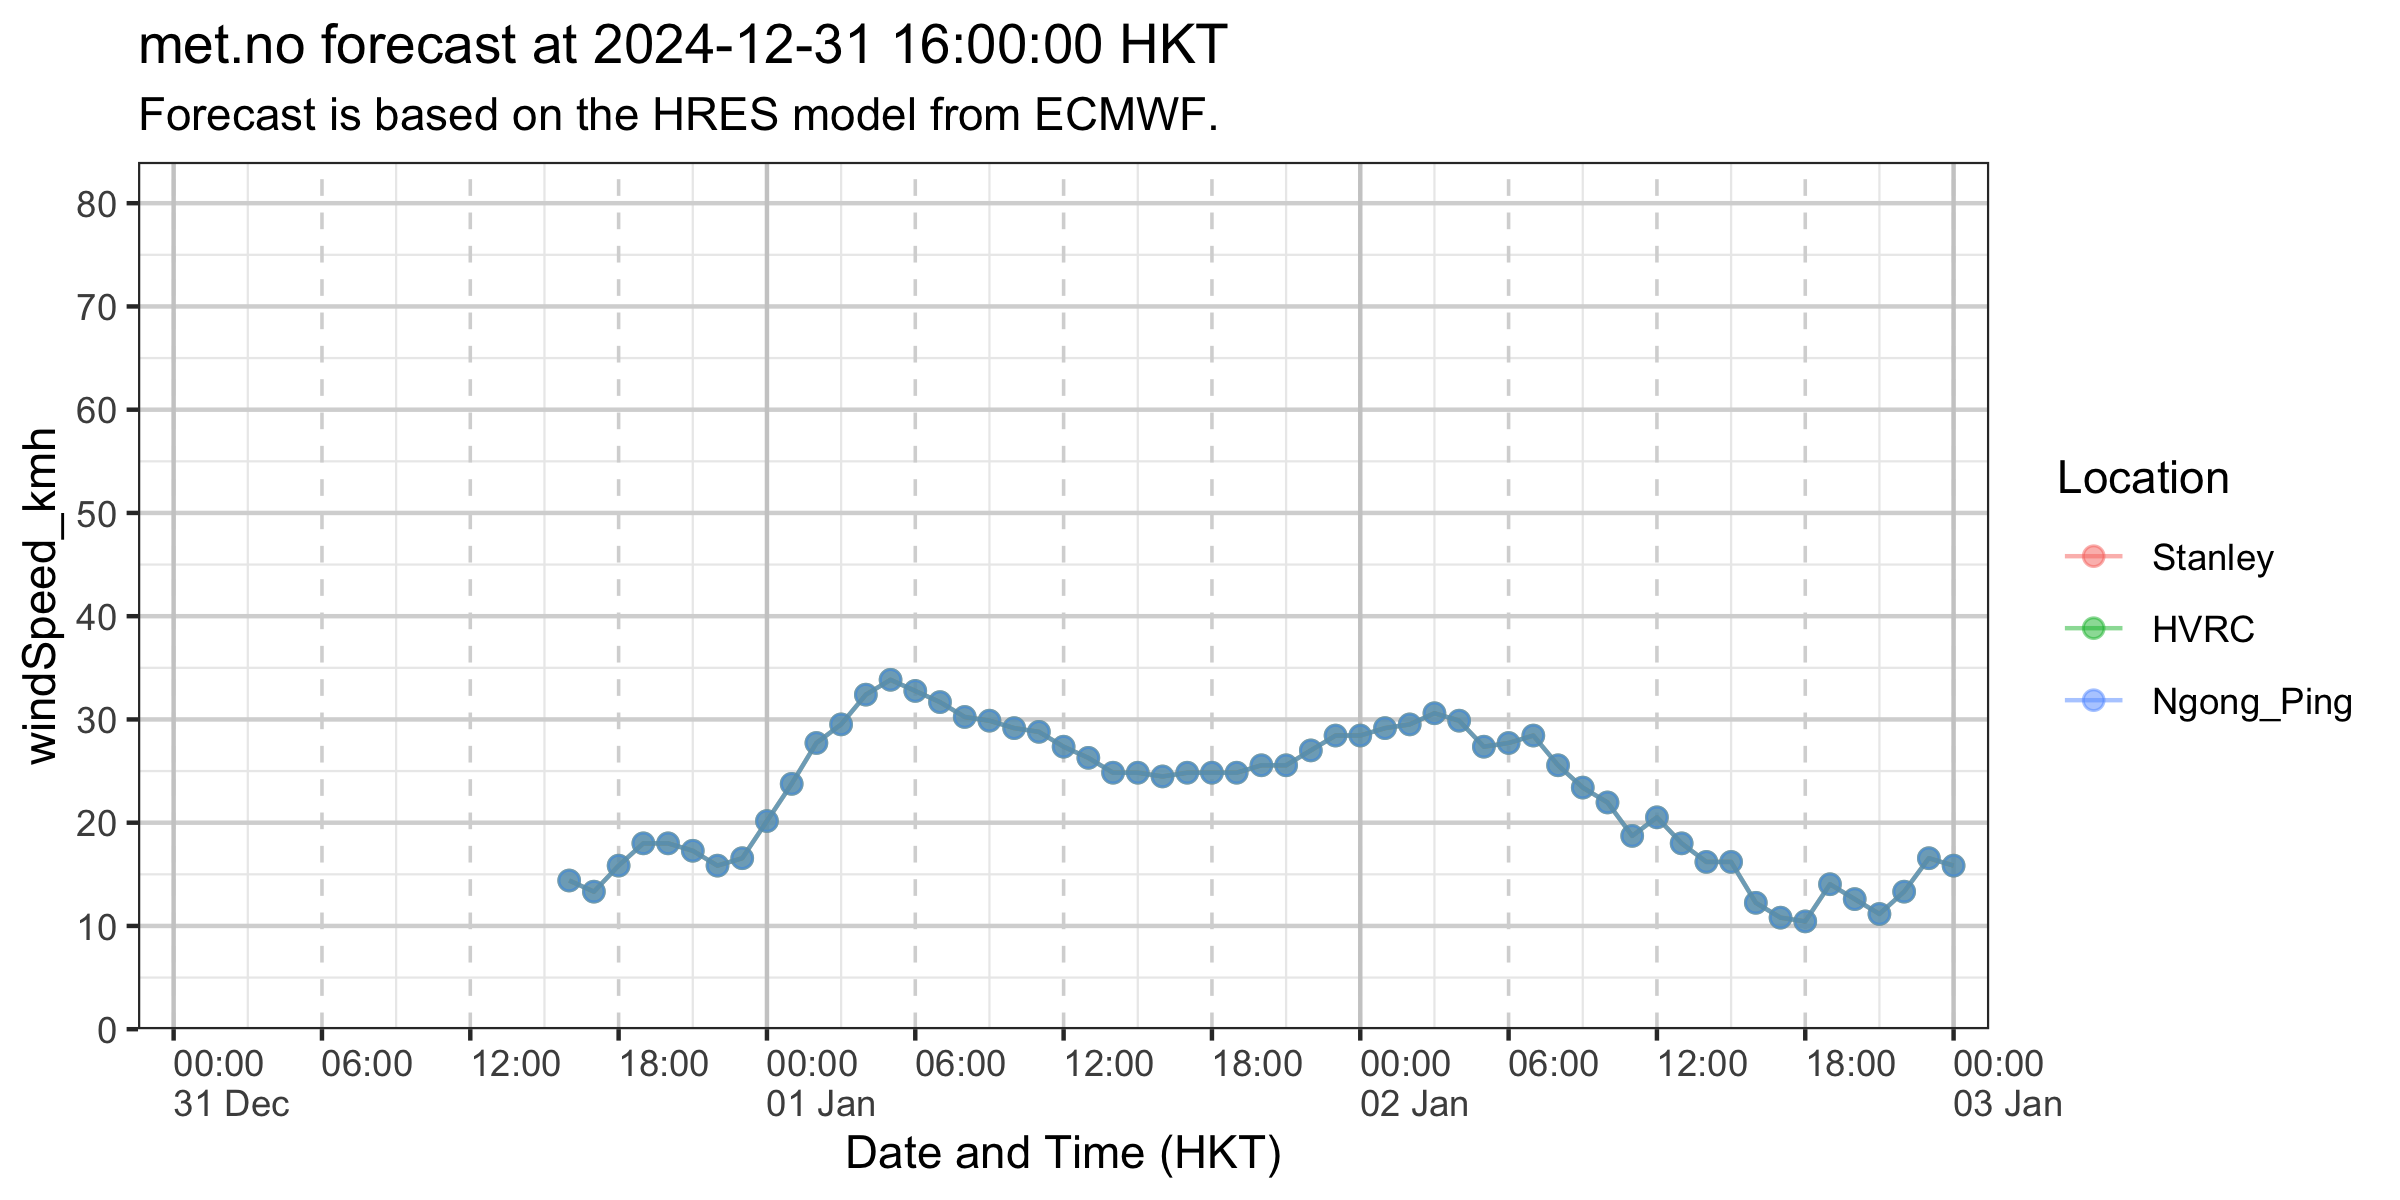 met.no forecast at 2024-12-31 16:00:00 HKT
Forecast is based on the HRES model from ECMWF.
windSpeed_kmh
80
70
60
50
40
30
20
10
0
00:00 06:00 12:00 18:00 00:00 06:00 12:00 18:00 00:00 06:00 12:00 18:00 00:00
31 Dec 01 Jan 02 Jan 03 Jan
Date and Time (HKT)
Location
Stanley
HVRC
Ngong_Ping